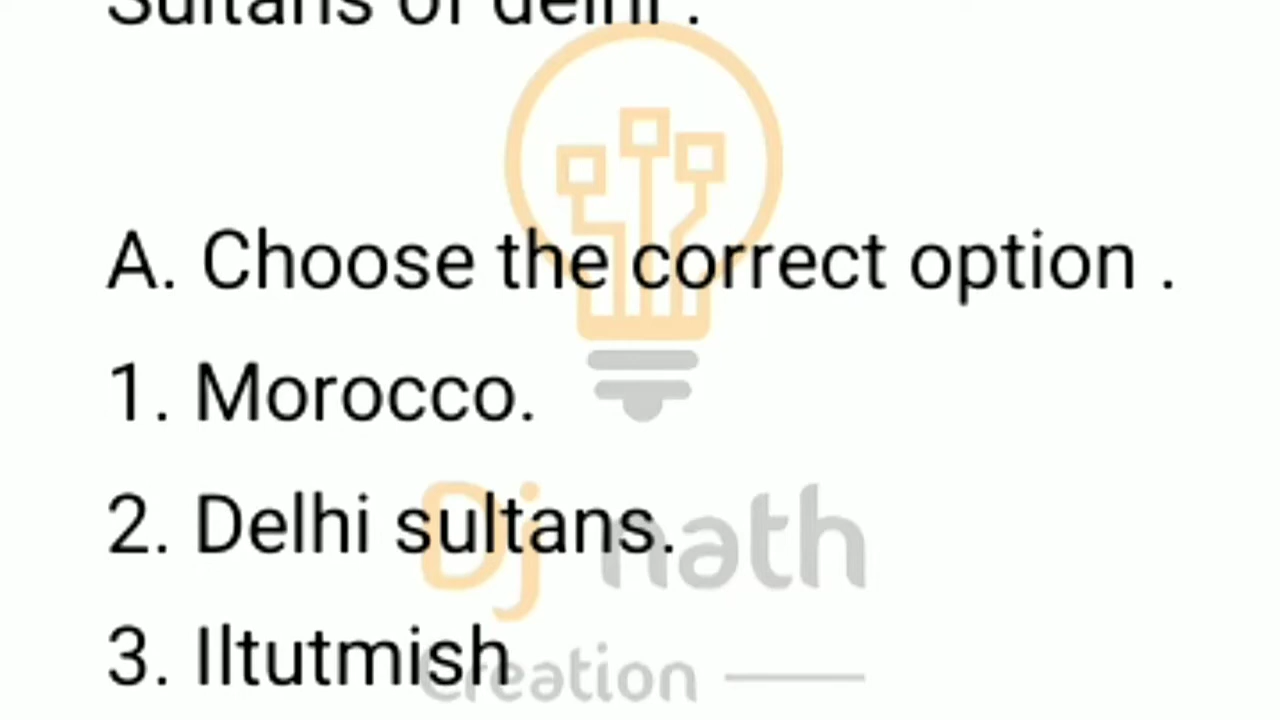 Sultans of delhi .
A. Choose the correct option .
1. Morocco.
2. Delhi sultans.
3. Iltutmish
Dj nath
Creation